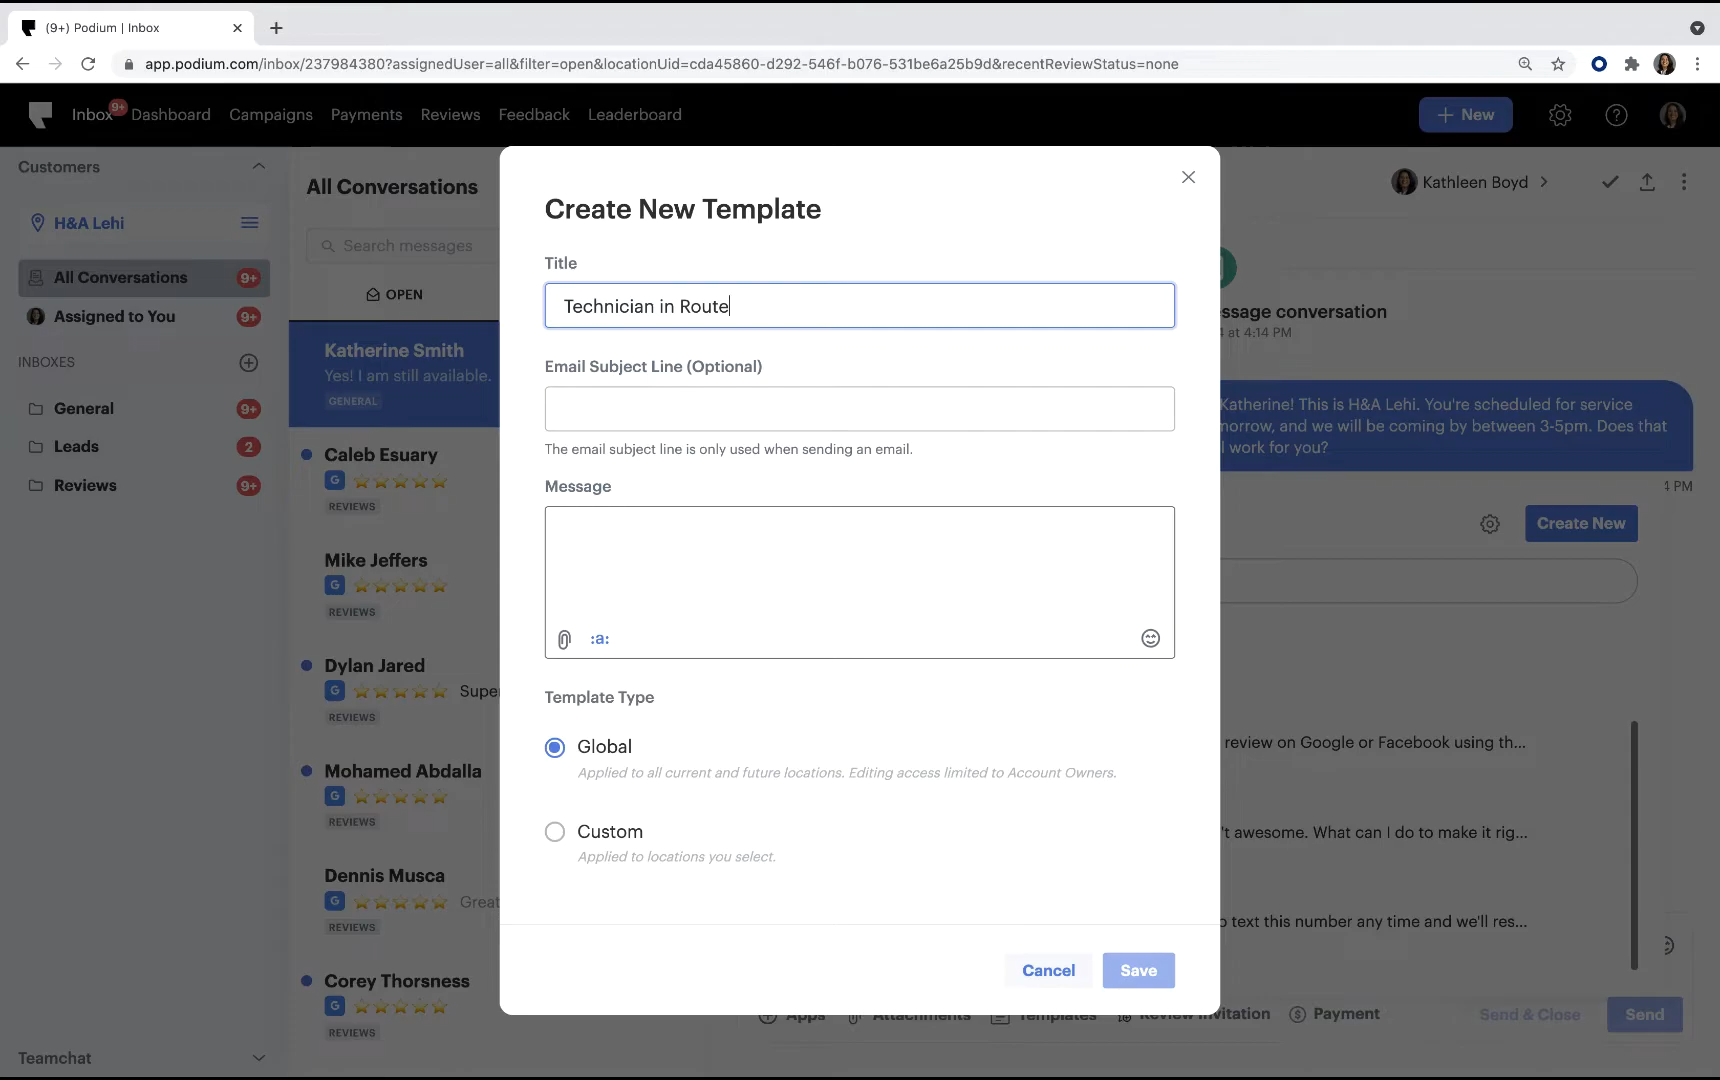 (9+) Podium | Inbox
app.podium.com/inbox/237984380?assignedUser=all&filter=open&locationUid=cda45860-d292-546f-b076-531be6a25b9d&recentReviewStatus=none
Inbox 9+ Dashboard Campaigns Payments Reviews Feedback Leaderboard
+ New
Customers
H&A Lehi
All Conversations 9+
Assigned to You 9+
INBOXES
General 9+
Leads 2
Reviews 9+
Teamchat
All Conversations
Search messages
OPEN
Katherine Smith
Yes! I am still available.
GENERAL
Caleb Esuary
G
REVIEWS
Mike Jeffers
G
REVIEWS
Dylan Jared
G
REVIEWS
Mohamed Abdalla
G
REVIEWS
Dennis Musca
G Great
REVIEWS
Corey Thorsness
G
REVIEWS
Create New Template
Title
Technician in Route
Email Subject Line (Optional)
The email subject line is only used when sending an email.
Message
:a:
Template Type
Global
Applied to all current and future locations. Editing access limited to Account Owners.
Custom
Applied to locations you select.
Cancel Save
Kathleen Boyd
ssage conversation
at 4:14 PM
Katherine! This is H&A Lehi. You're scheduled for service
morrow, and we will be coming by between 3-5pm. Does that
work for you?
4 PM
Create New
review on Google or Facebook using th...
't awesome. What can I do to make it rig...
o text this number any time and we'll res...
Apps Attachments Templates Review Invitation Payment
Send & Close Send